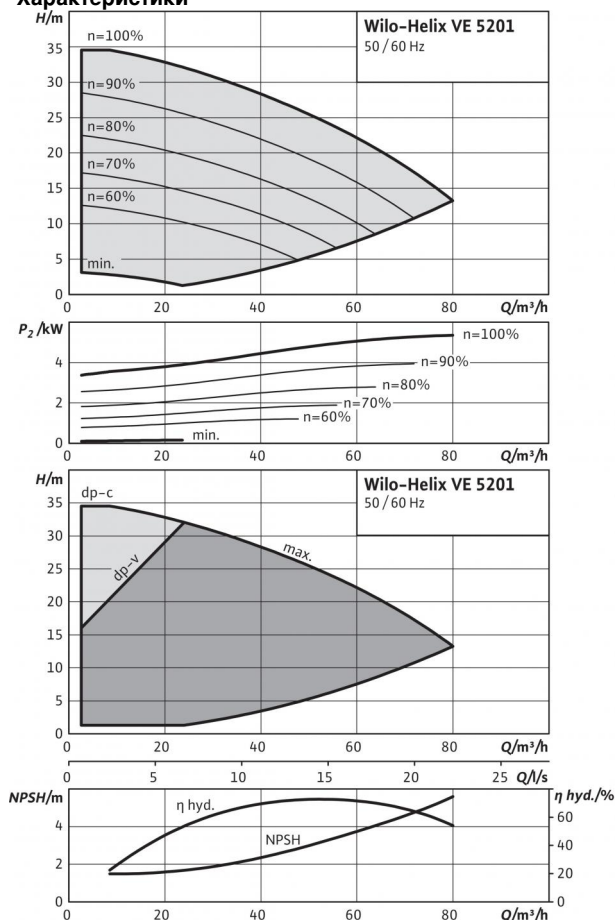 Характеристики
H/m
Wilo-Helix VE 5201
50 / 60 Hz
n=100%
35
30
n=90%
25
n=80%
20
n=70%
15
n=60%
10
5
min.
0
0 20 40 60 80 Q/m³/h
P₂ /kW
n=100%
4
n=90%
n=80%
2
n=70%
n=60%
min.
0
0 20 40 60 80 Q/m³/h
H/m
Wilo-Helix VE 5201
50 / 60 Hz
dp-c
35
30
max.
25
dp-v
20
15
10
5
0
0 20 40 60 80 Q/m³/h
0 5 10 15 20 25 Q/l/s
NPSH/m
η hyd./%
η hyd.
4
60
NPSH
40
2
20
0
0
0 20 40 60 80 Q/m³/h